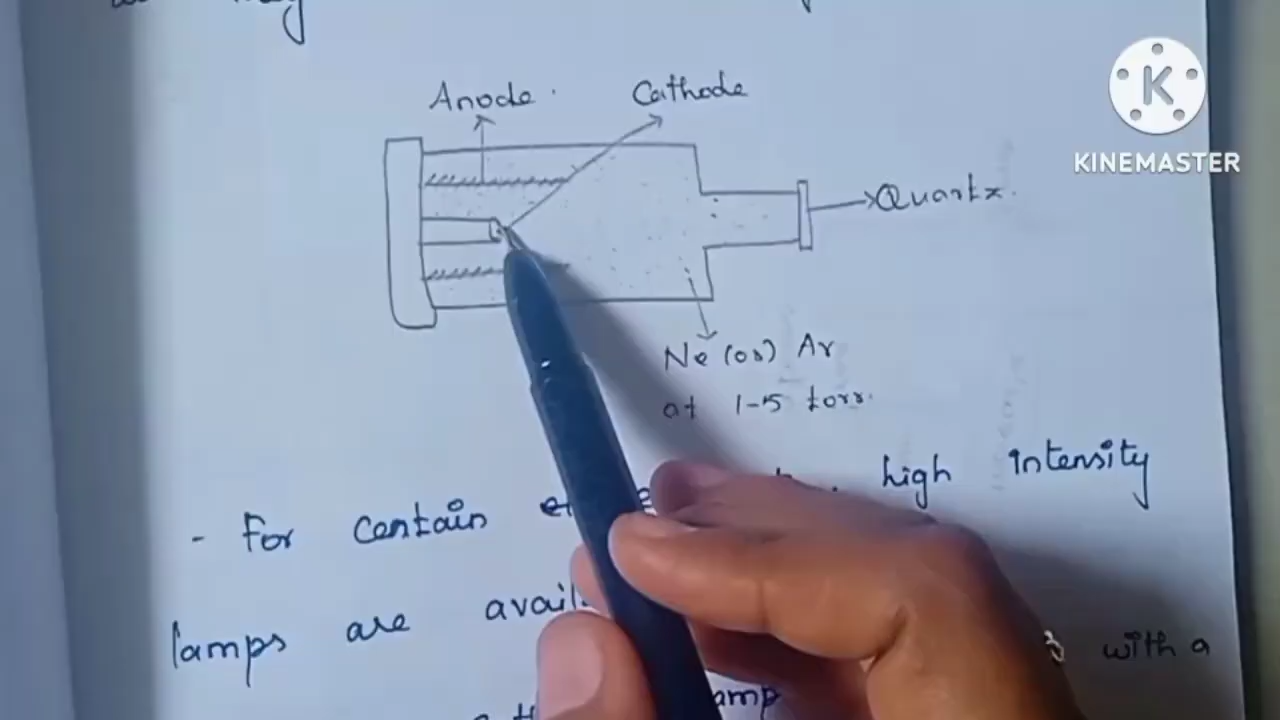 Anode. Cathode
K
KINEMASTER
Quartz.
Ne (or) Ar
at 1-5 torr.
- For certain high intensity
lamps are with a